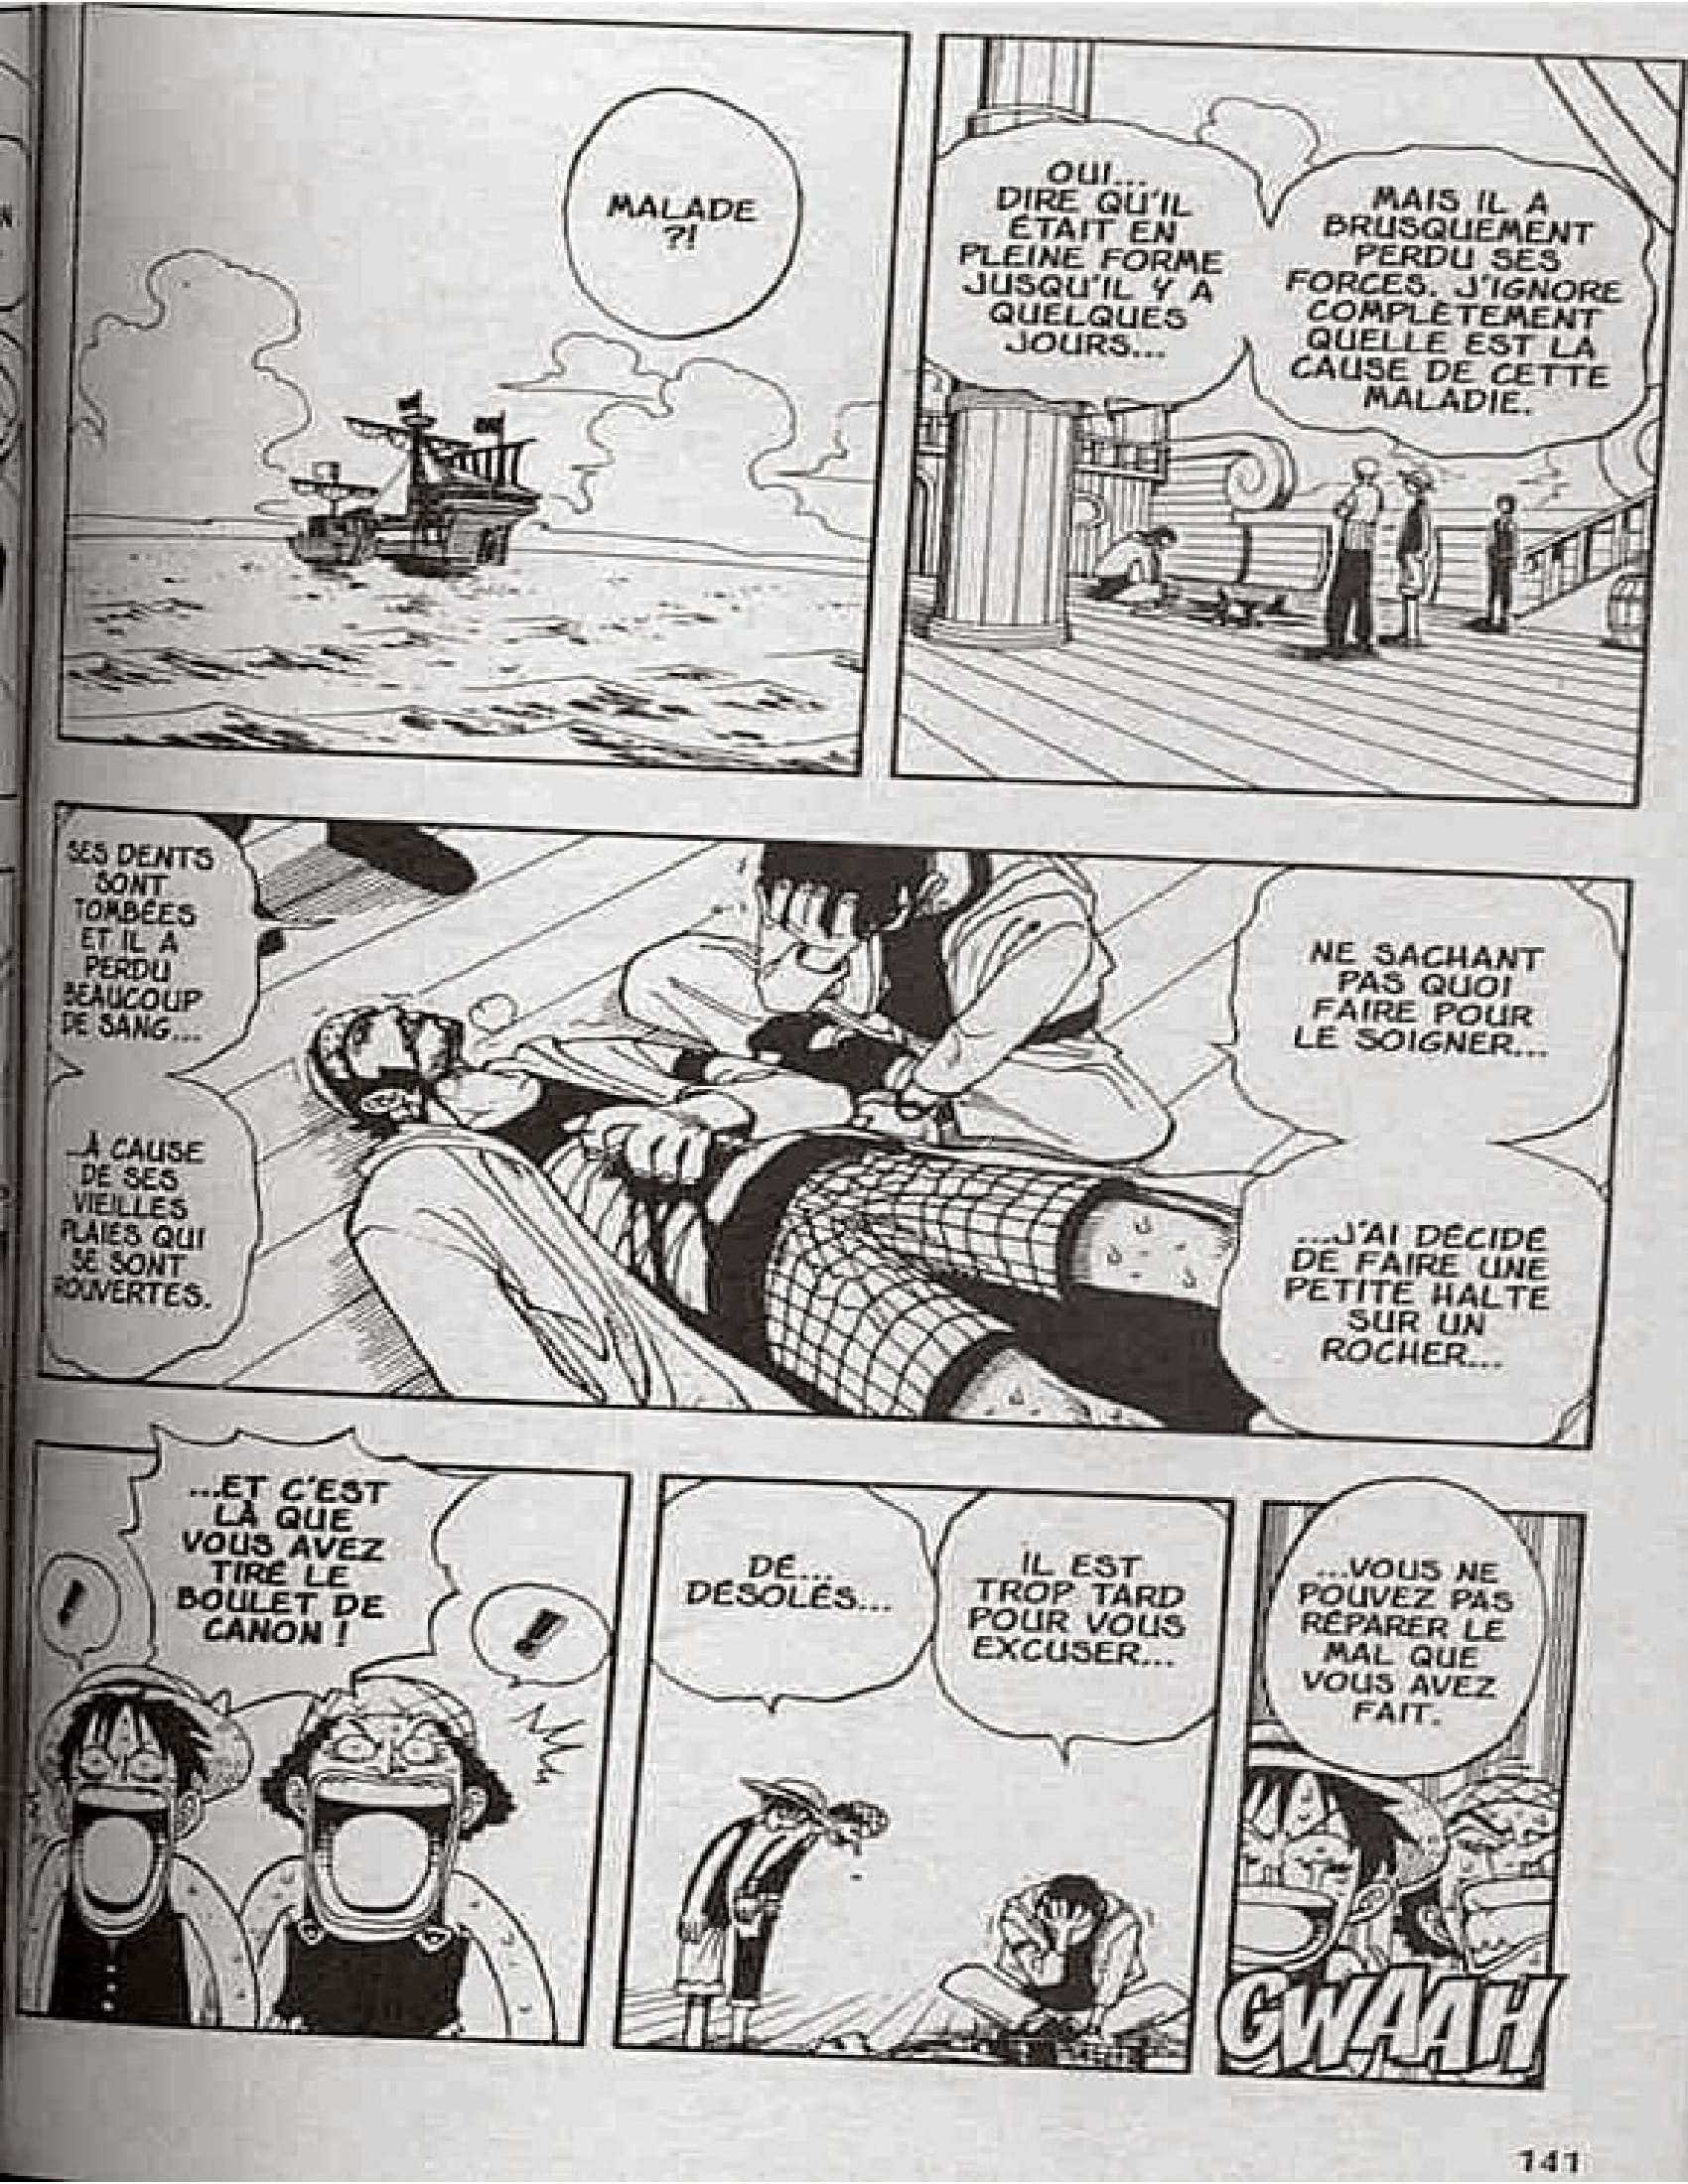 MALADE
?!
OUI...
DIRE QU'IL
ÉTAIT EN
PLEINE FORME
JUSQU'IL Y A
QUELQUES
JOURS...
MAIS IL A
BRUSQUEMENT
PERDU SES
FORCES. J'IGNORE
COMPLÈTEMENT
QUELLE EST LA
CAUSE DE CETTE
MALADIE.
SES DENTS
SONT
TOMBÉES
ET IL A
PERDU
BEAUCOUP
DE SANG...
...À CAUSE
DE SES
VIEILLES
PLAIES QUI
SE SONT
ROUVERTES.
NE SACHANT
PAS QUOI
FAIRE POUR
LE SOIGNER...
...J'AI DÉCIDÉ
DE FAIRE UNE
PETITE HALTE
SUR UN
ROCHER...
...ET C'EST
LÀ QUE
VOUS AVEZ
TIRÉ LE
BOULET DE
CANON !
!
!!
DÉ...
DÉSOLÉS...
IL EST
TROP TARD
POUR VOUS
EXCUSER...
...VOUS NE
POUVEZ PAS
RÉPARER LE
MAL QUE
VOUS AVEZ
FAIT.
GWAAH
141